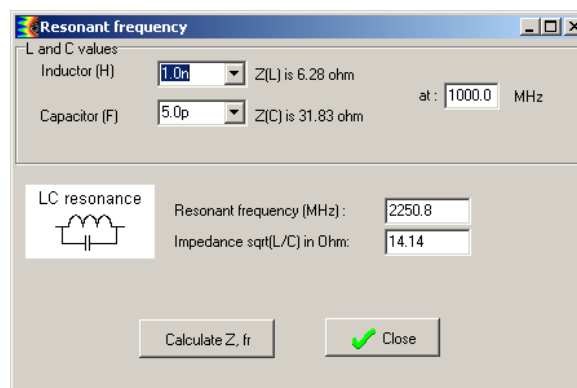 Resonant frequency
L and C values
Inductor (H) 1.0n Z(L) is 6.28 ohm
at : 1000.0 MHz
Capacitor (F) 5.0p Z(C) is 31.83 ohm
LC resonance
Resonant frequency (MHz) : 2250.8
Impedance sqrt(L/C) in Ohm: 14.14
Calculate Z, fr Close